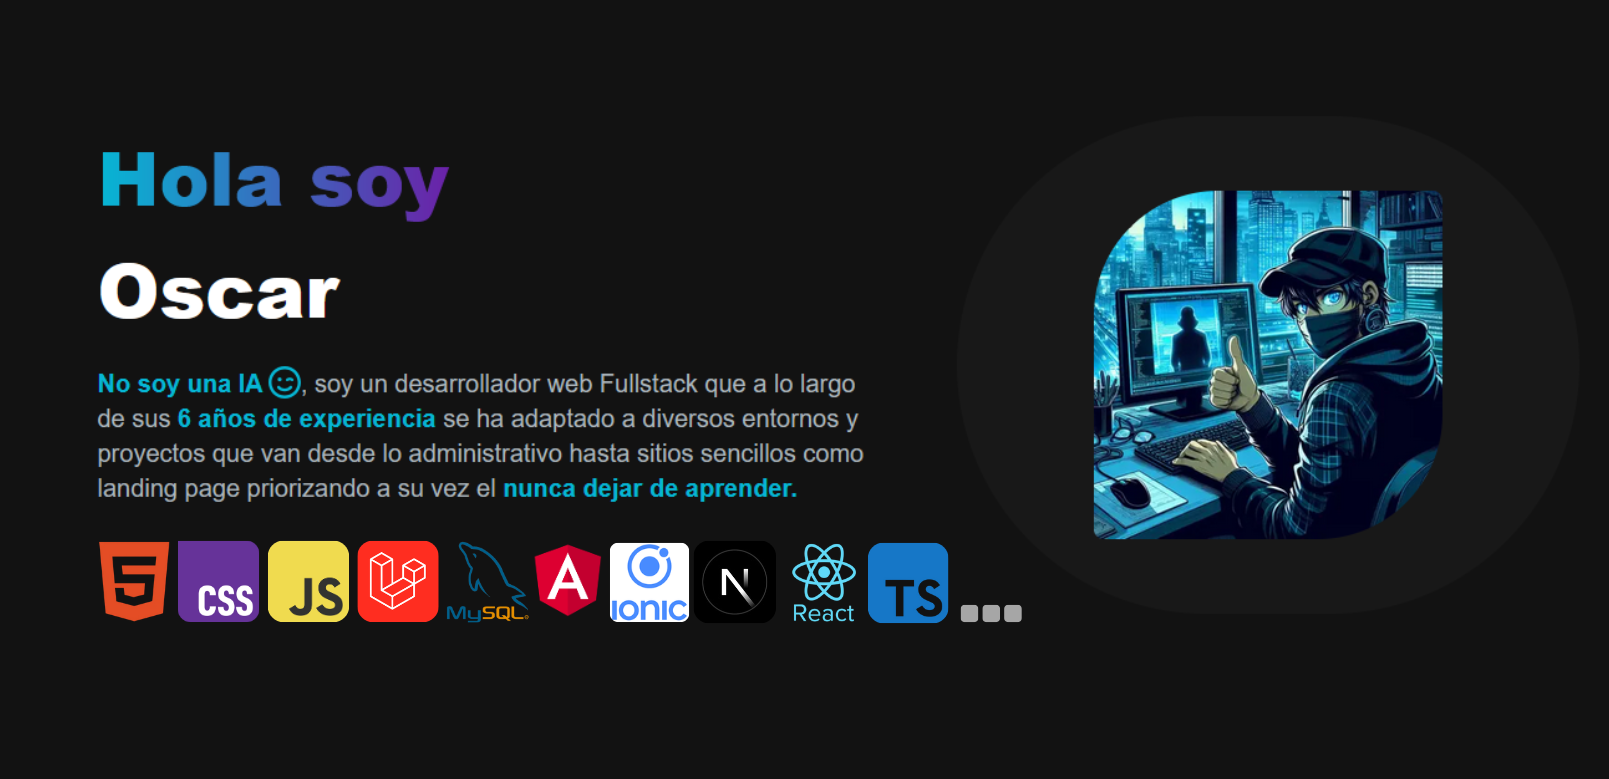 Hola soy
Oscar
No soy una IA , soy un desarrollador web Fullstack que a lo largo
de sus 6 años de experiencia se ha adaptado a diversos entornos y
proyectos que van desde lo administrativo hasta sitios sencillos como
landing page priorizando a su vez el nunca dejar de aprender.
5 CSS JS MySQL A IONIC N React TS